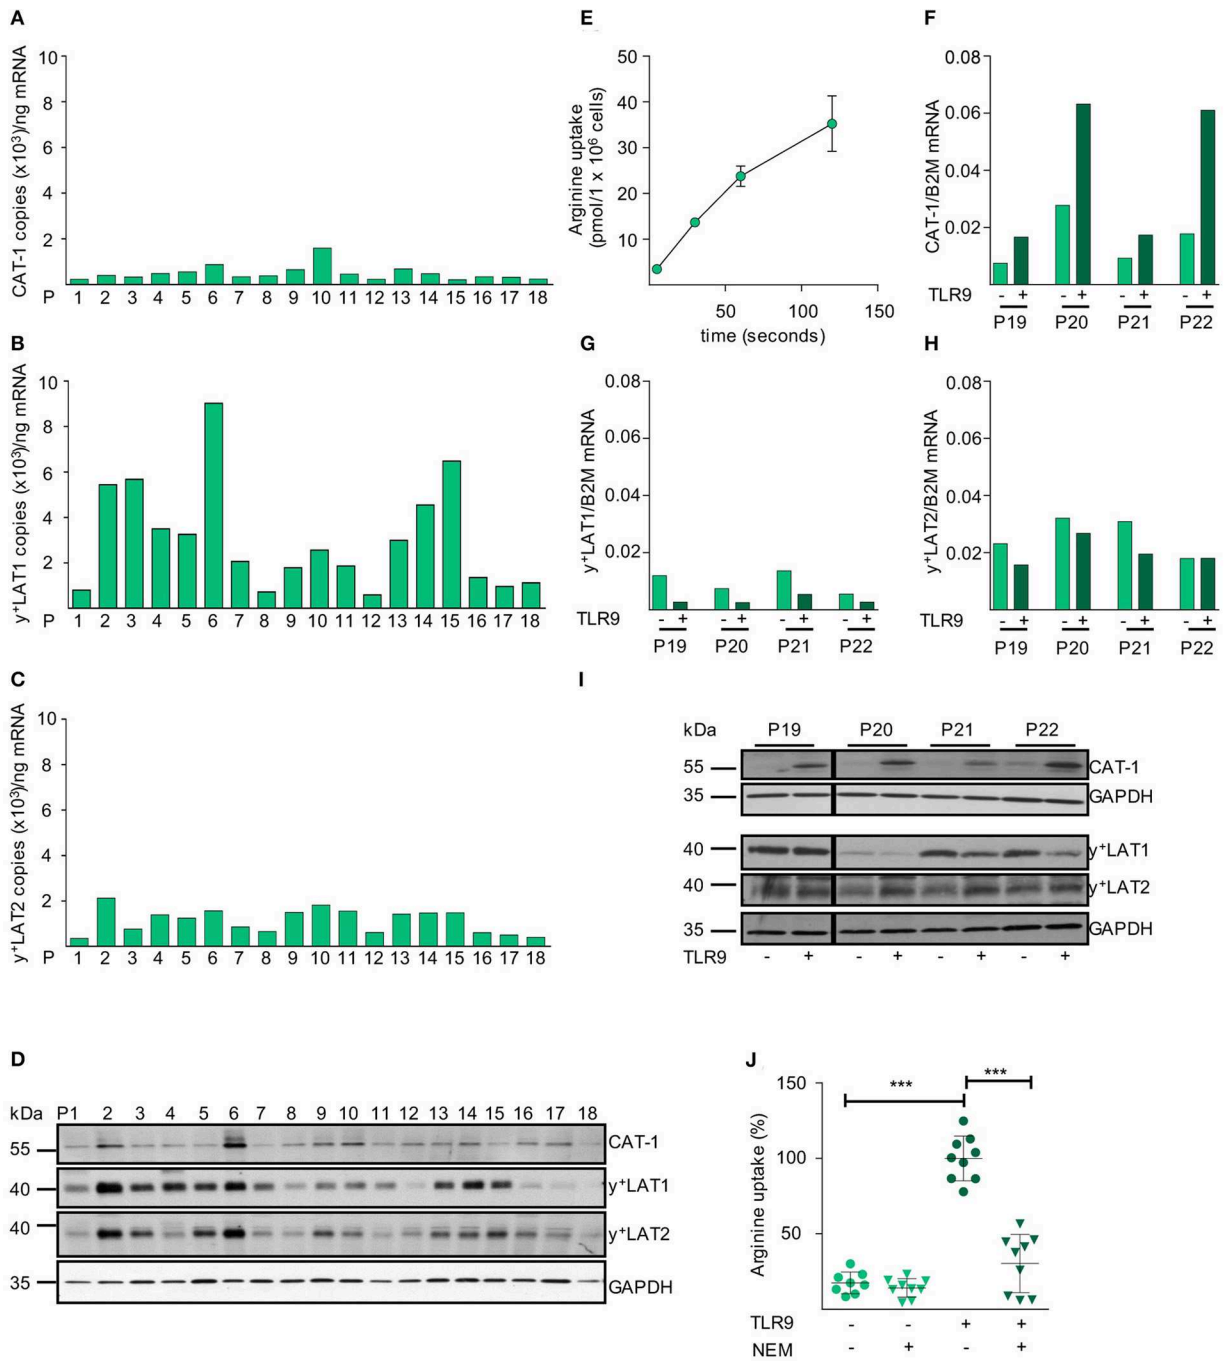 A
CAT-1 copies (x10³)/ng mRNA
10
8
6
4
2
P 1 2 3 4 5 6 7 8 9 10 11 12 13 14 15 16 17 18
B
y⁺LAT1 copies (x10³)/ng mRNA
10
8
6
4
2
P 1 2 3 4 5 6 7 8 9 10 11 12 13 14 15 16 17 18
C
y⁺LAT2 copies (x10³)/ng mRNA
10
8
6
4
2
P 1 2 3 4 5 6 7 8 9 10 11 12 13 14 15 16 17 18
D
kDa P1 2 3 4 5 6 7 8 9 10 11 12 13 14 15 16 17 18
55 CAT-1
40 y⁺LAT1
40 y⁺LAT2
35 GAPDH
E
Arginine uptake
(pmol/1 x 10⁶ cells)
50
40
30
20
10
50 100 150
time (seconds)
F
CAT-1/B2M mRNA
0.08
0.06
0.04
0.02
TLR9 - + - + - + - +
P19 P20 P21 P22
G
y⁺LAT1/B2M mRNA
0.08
0.06
0.04
0.02
TLR9 - + - + - + - +
P19 P20 P21 P22
H
y⁺LAT2/B2M mRNA
0.08
0.06
0.04
0.02
TLR9 - + - + - + - +
P19 P20 P21 P22
I
kDa P19 P20 P21 P22
55 CAT-1
35 GAPDH
40 y⁺LAT1
40 y⁺LAT2
35 GAPDH
TLR9 - + - + - + - +
J
Arginine uptake (%)
150
100
50
*** ***
TLR9 - - + +
NEM - + - +